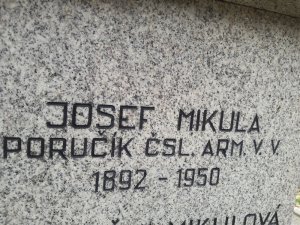 JOSEF MIKULA
PORUČÍK ČSL. ARM. V. V.
1892 - 1950